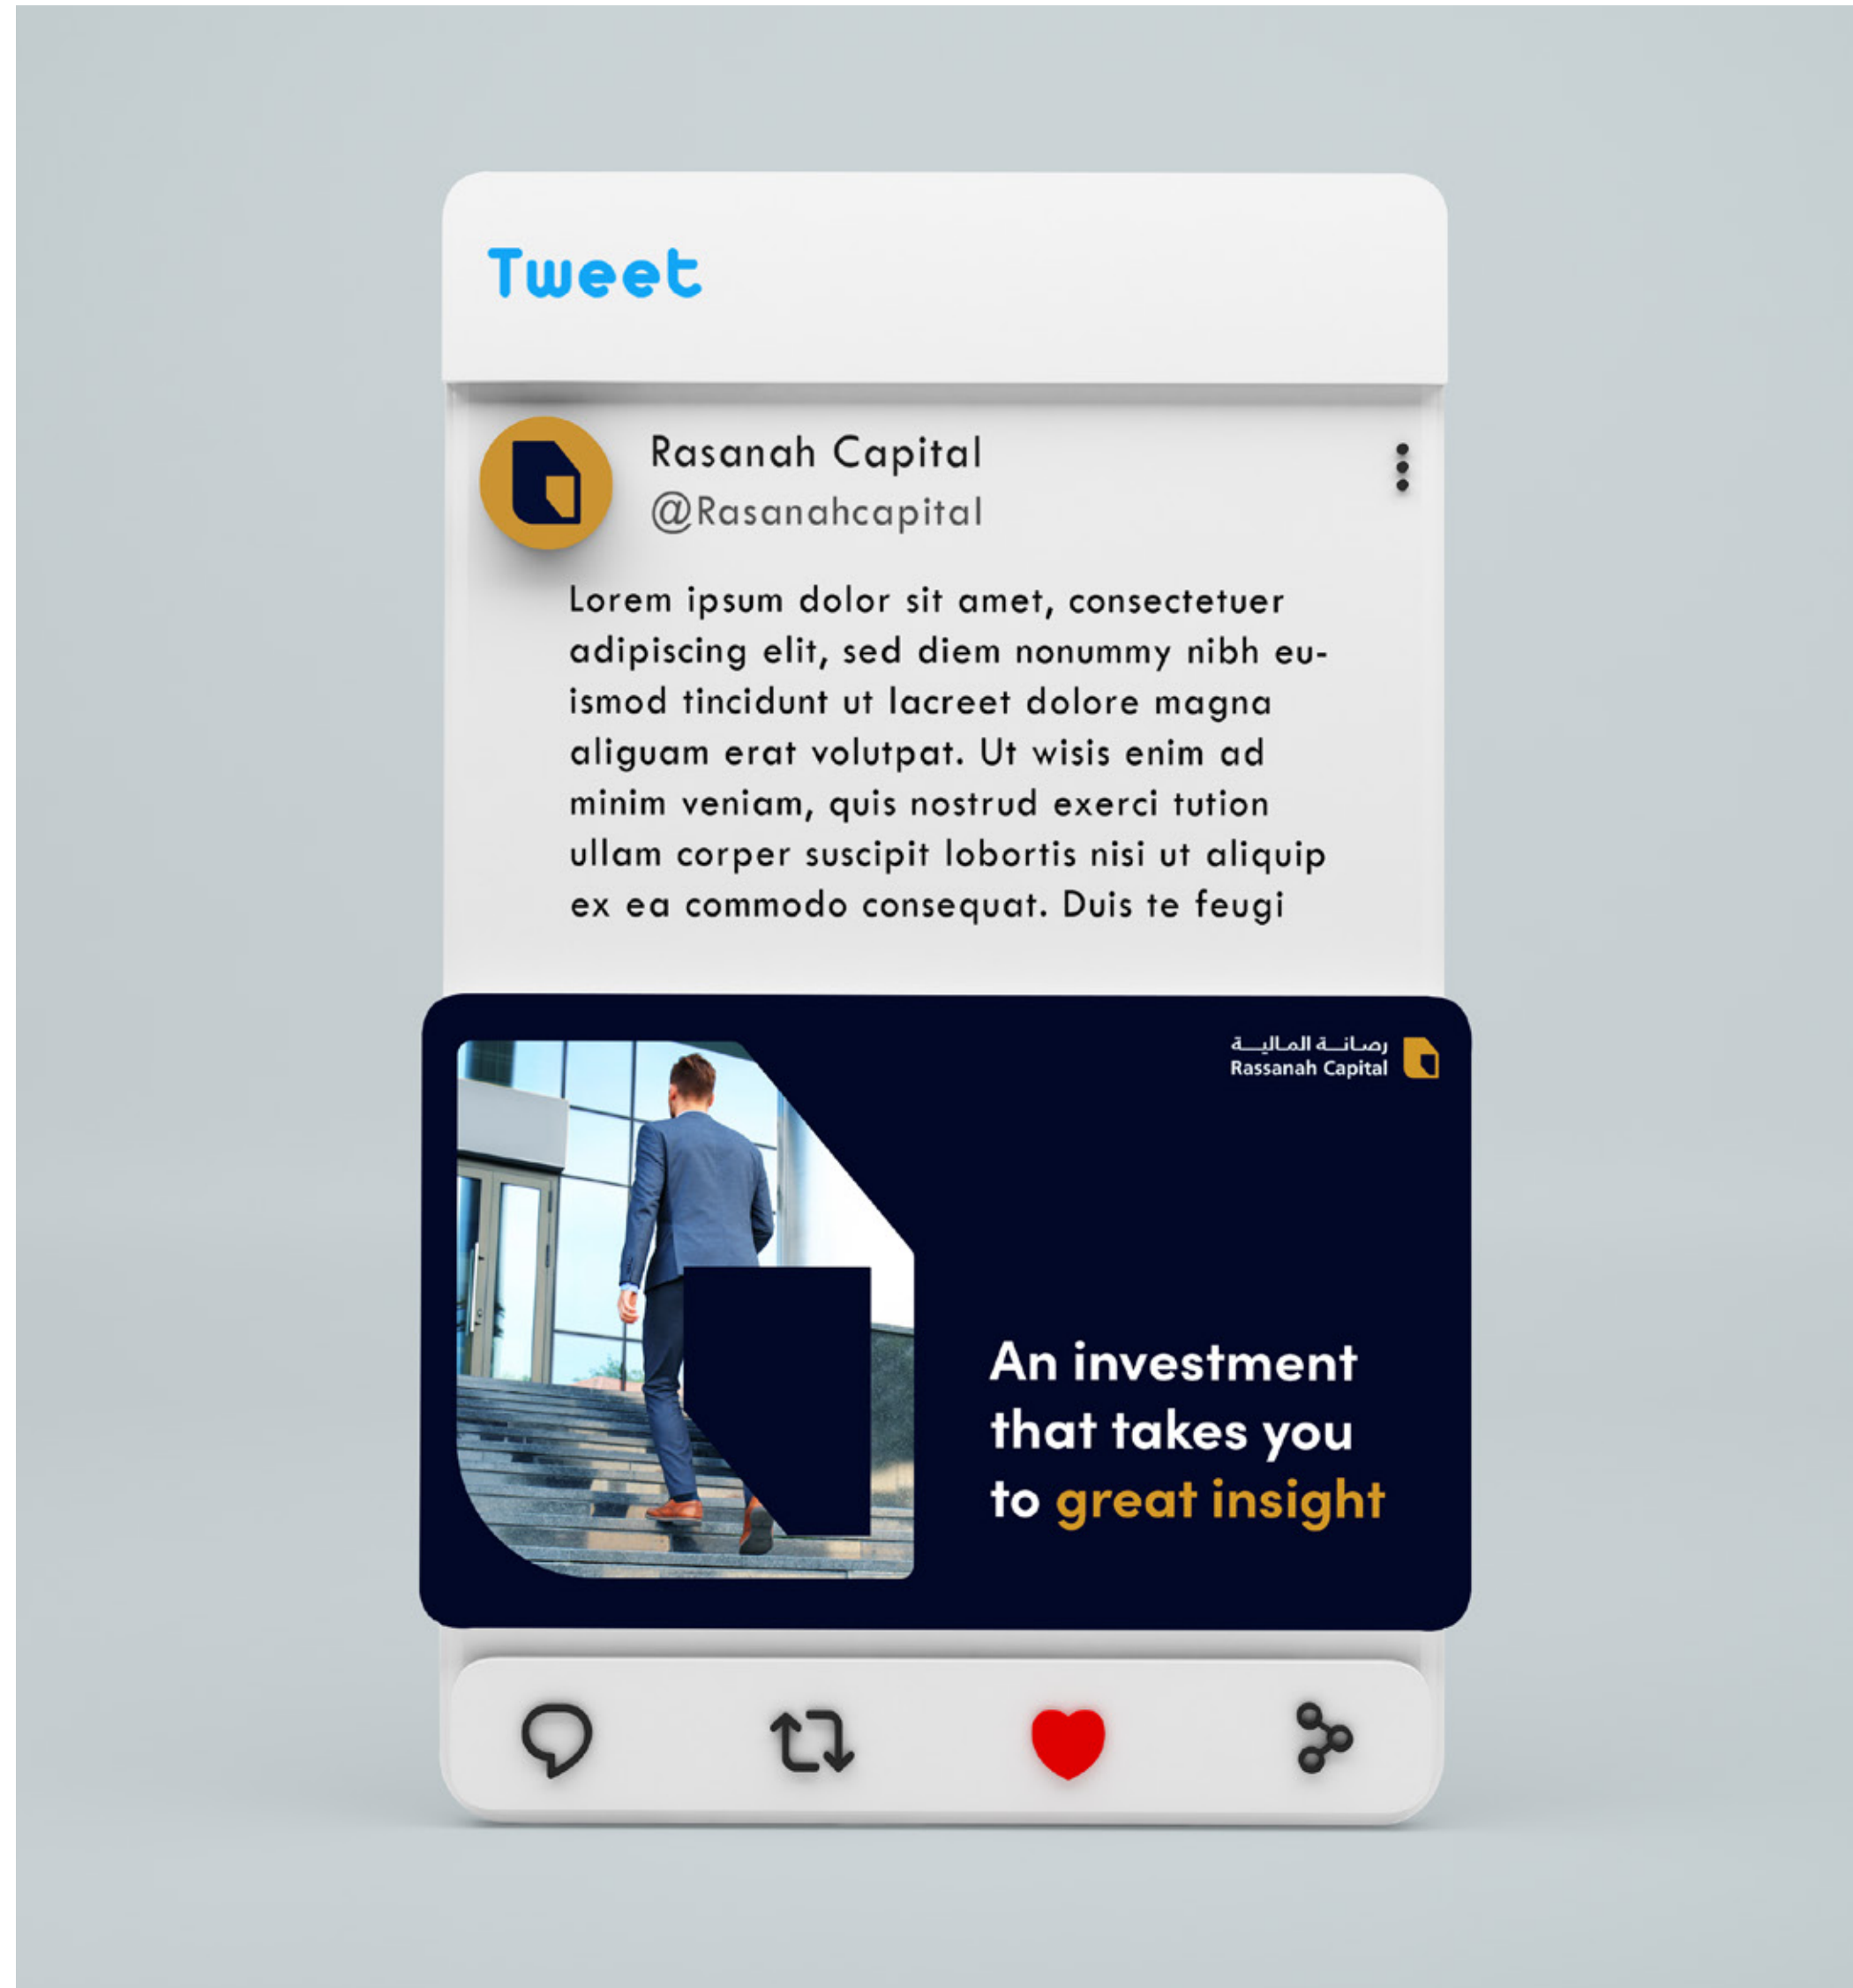 Tweet
Rasanah Capital
@Rasanahcapital
Lorem ipsum dolor sit amet, consectetuer
adipiscing elit, sed diem nonummy nibh eu-
ismod tincidunt ut lacreet dolore magna
aliguam erat volutpat. Ut wisis enim ad
minim veniam, quis nostrud exerci tution
ullam corper suscipit lobortis nisi ut aliquip
ex ea commodo consequat. Duis te feugi
رصانة المالية
Rassanah Capital
An investment
that takes you
to great insight